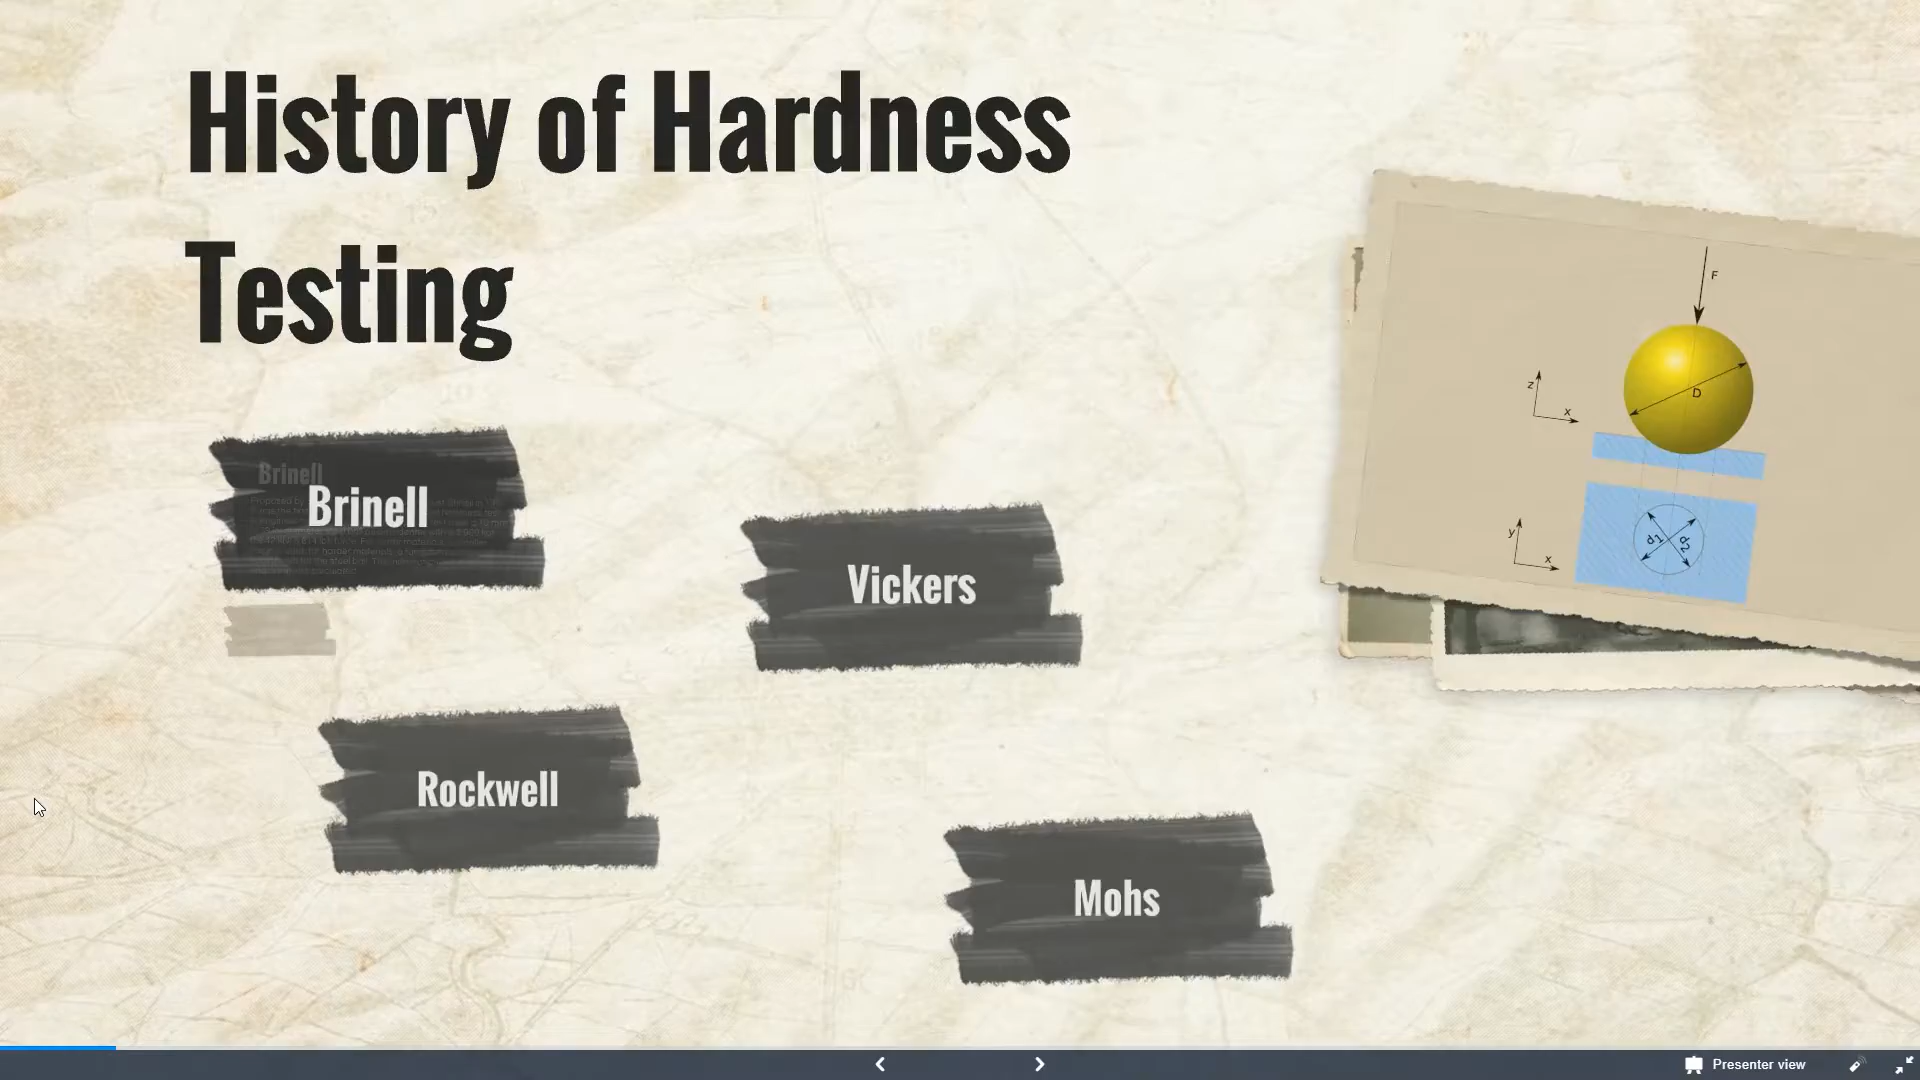 History of Hardness
Testing
Brinell
Brinell
Vickers
Rockwell
Mohs
F
D
z
x
y
x
d1
d2
Presenter view